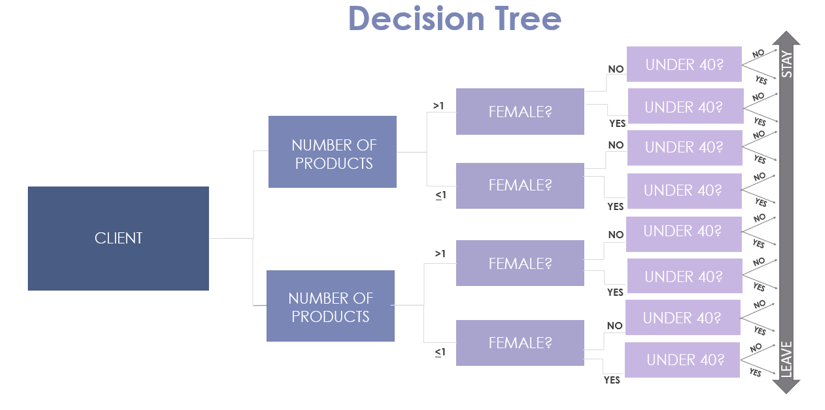 Decision Tree
CLIENT
NUMBER OF
PRODUCTS
NUMBER OF
PRODUCTS
>1
≤1
>1
≤1
FEMALE?
FEMALE?
FEMALE?
FEMALE?
NO
YES
NO
YES
NO
YES
NO
YES
UNDER 40?
UNDER 40?
UNDER 40?
UNDER 40?
UNDER 40?
UNDER 40?
UNDER 40?
UNDER 40?
NO
YES
NO
YES
NO
YES
NO
YES
NO
YES
NO
YES
NO
YES
NO
YES
STAY
LEAVE